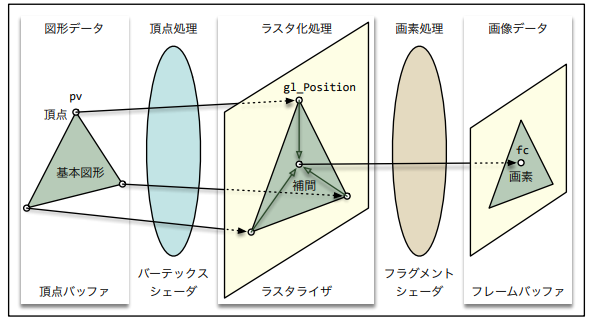 図形データ
頂点処理
ラスタ化処理
画素処理
画像データ
pv
頂点
基本図形
gl_Position
補間
fc
画素
頂点バッファ
バーテックス
シェーダ
ラスタライザ
フラグメント
シェーダ
フレームバッファ